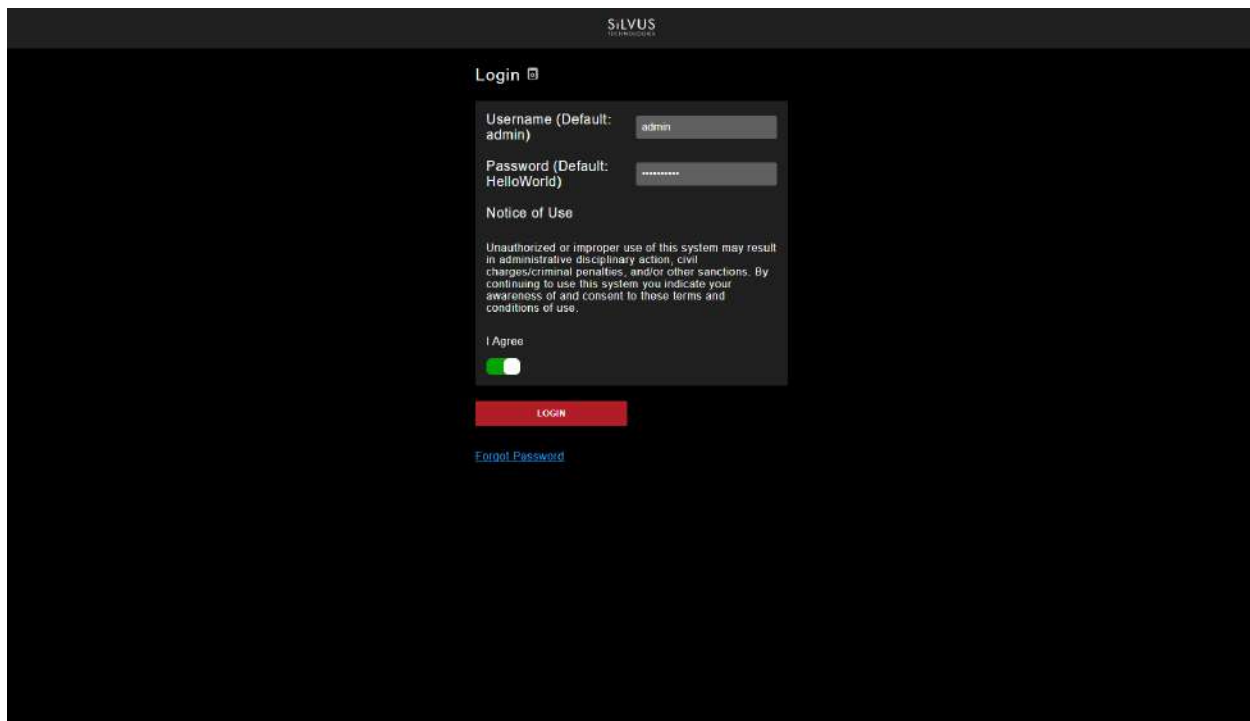 SiLVUS
TECHNOLOGIES
Login
Username (Default:
admin)
admin
Password (Default:
HelloWorld)
••••••••••
Notice of Use
Unauthorized or improper use of this system may result
in administrative disciplinary action, civil
charges/criminal penalties, and/or other sanctions. By
continuing to use this system you indicate your
awareness of and consent to these terms and
conditions of use.
I Agree
LOGIN
Forgot Password